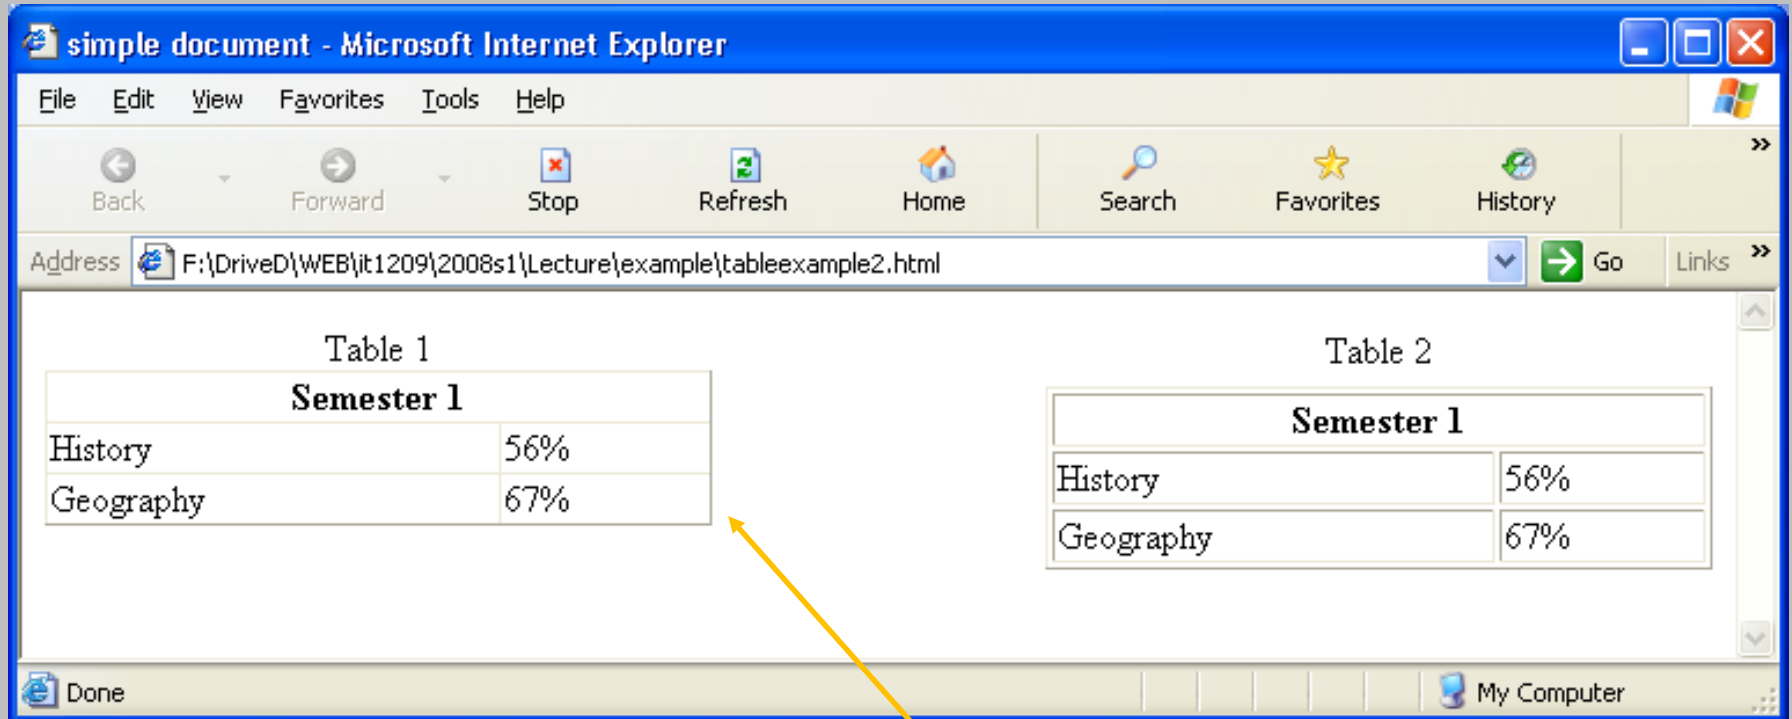 simple document - Microsoft Internet Explorer
File Edit View Favorites Tools Help
»
Back Forward Stop Refresh Home Search Favorites History
Address F:\DriveD\WEB\it1209\2008s1\Lecture\example\tableexample2.html Go Links »
Table 1
Semester 1
History 56%
Geography 67%
Table 2
Semester 1
History 56%
Geography 67%
Done My Computer